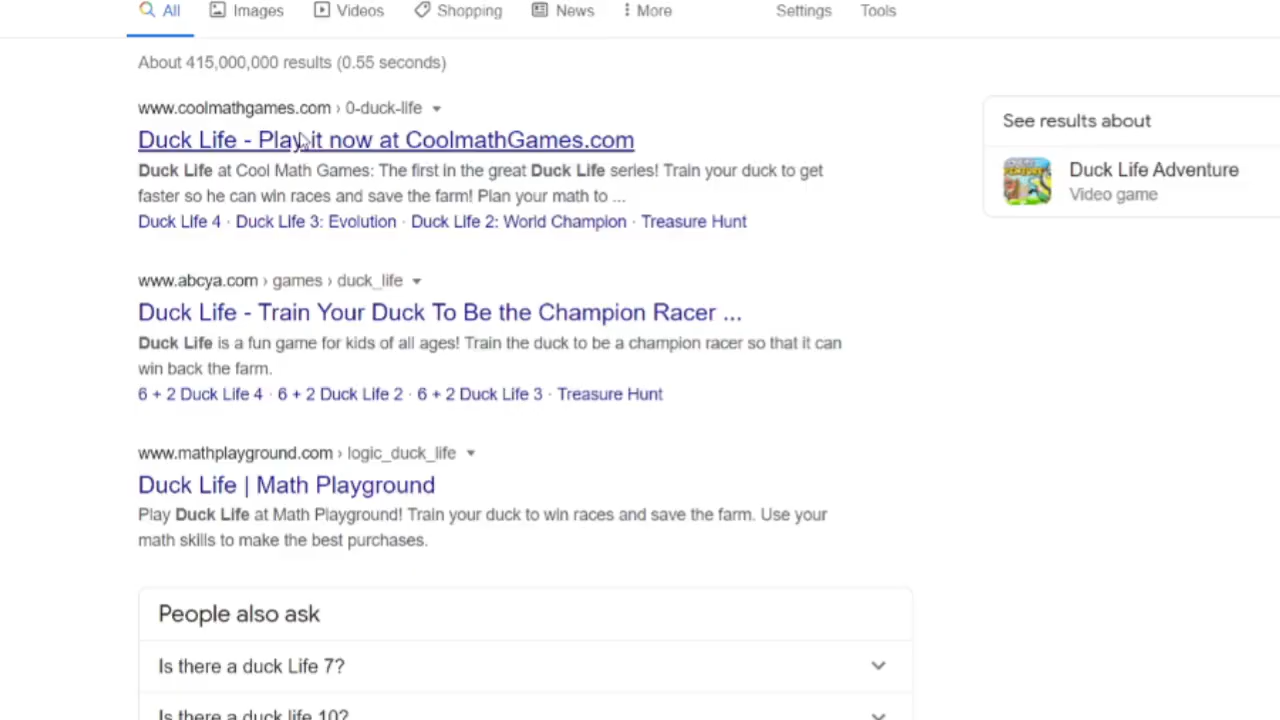 All Images Videos Shopping News More Settings Tools
About 415,000,000 results (0.55 seconds)
www.coolmathgames.com › 0-duck-life
Duck Life - Play it now at CoolmathGames.com
Duck Life at Cool Math Games: The first in the great Duck Life series! Train your duck to get
faster so he can win races and save the farm! Plan your math to ...
Duck Life 4 · Duck Life 3: Evolution · Duck Life 2: World Champion · Treasure Hunt
www.abcya.com › games › duck_life
Duck Life - Train Your Duck To Be the Champion Racer ...
Duck Life is a fun game for kids of all ages! Train the duck to be a champion racer so that it can
win back the farm.
6 + 2 Duck Life 4 · 6 + 2 Duck Life 2 · 6 + 2 Duck Life 3 · Treasure Hunt
www.mathplayground.com › logic_duck_life
Duck Life | Math Playground
Play Duck Life at Math Playground! Train your duck to win races and save the farm. Use your
math skills to make the best purchases.
People also ask
Is there a duck Life 7?
Is there a duck life 10?
See results about
Duck Life Adventure
Video game